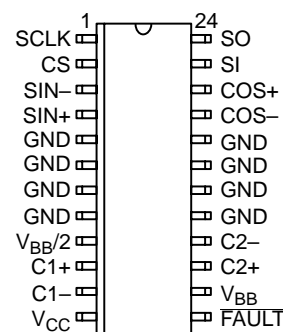 1 24
SCLK SO
CS SI
SIN– COS+
SIN+ COS–
GND GND
GND GND
GND GND
GND GND
VBB/2 C2–
C1+ C2+
C1– VBB
VCC FAULT